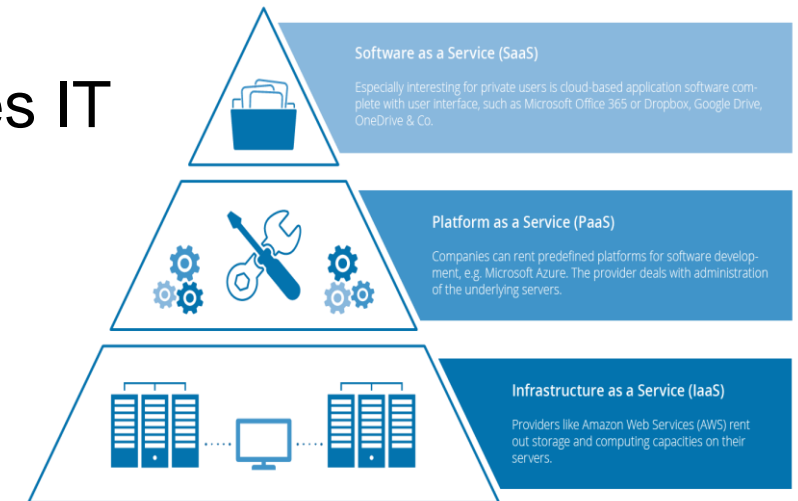 es IT
Software as a Service (SaaS)
Especially interesting for private users is cloud-based application software com-
plete with user interface, such as Microsoft Office 365 or Dropbox, Google Drive,
OneDrive & Co.
Platform as a Service (PaaS)
Companies can rent predefined platforms for software develop-
ment, e.g. Microsoft Azure. The provider deals with administration
of the underlying servers.
Infrastructure as a Service (IaaS)
Providers like Amazon Web Services (AWS) rent
out storage and computing capacities on their
servers.